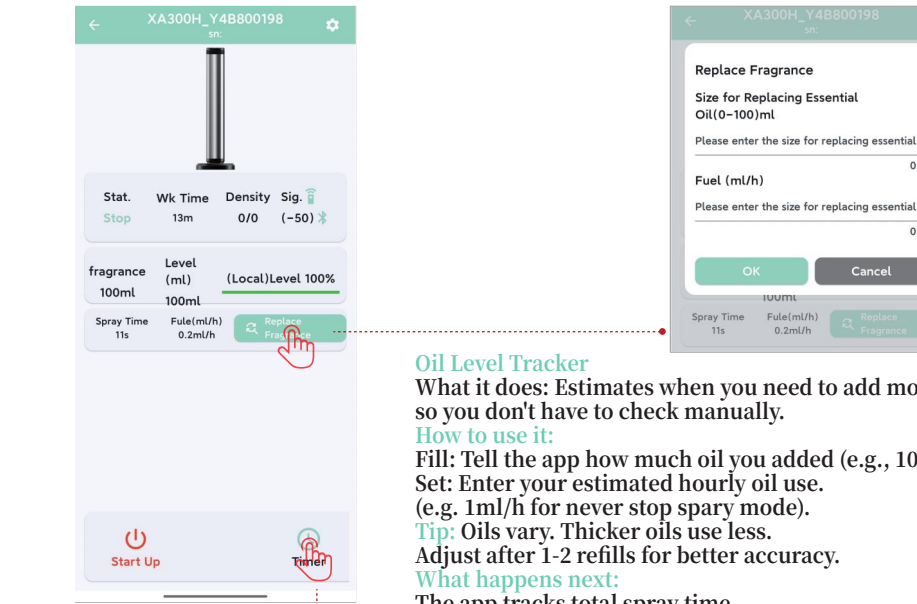 XA300H_Y4B800198
sn:
Stat.
Wk Time
Density
Sig.
Stop
13m
0/0
(-50)
fragrance
100ml
Level
(ml)
100ml
(Local)Level 100%
Spray Time
11s
Fule(ml/h)
0.2ml/h
Replace
Fragrance
Start Up
Timer
XA300H_Y4B800198
sn:
Replace Fragrance
Size for Replacing Essential
Oil(0-100)ml
Please enter the size for replacing essential
0
Fuel (ml/h)
Please enter the size for replacing essential
0
OK
Cancel
100ml
Spray Time
11s
Fule(ml/h)
0.2ml/h
Replace
Fragrance
Oil Level Tracker
What it does: Estimates when you need to add
so you don't have to check manually.
How to use it:
Fill: Tell the app how much oil you added (e.g.,
Set: Enter your estimated hourly oil use.
(e.g. 1ml/h for never stop spary mode).
Tip: Oils vary. Thicker oils use less.
Adjust after 1-2 refills for better accuracy.
What happens next:
The app tracks total spray time